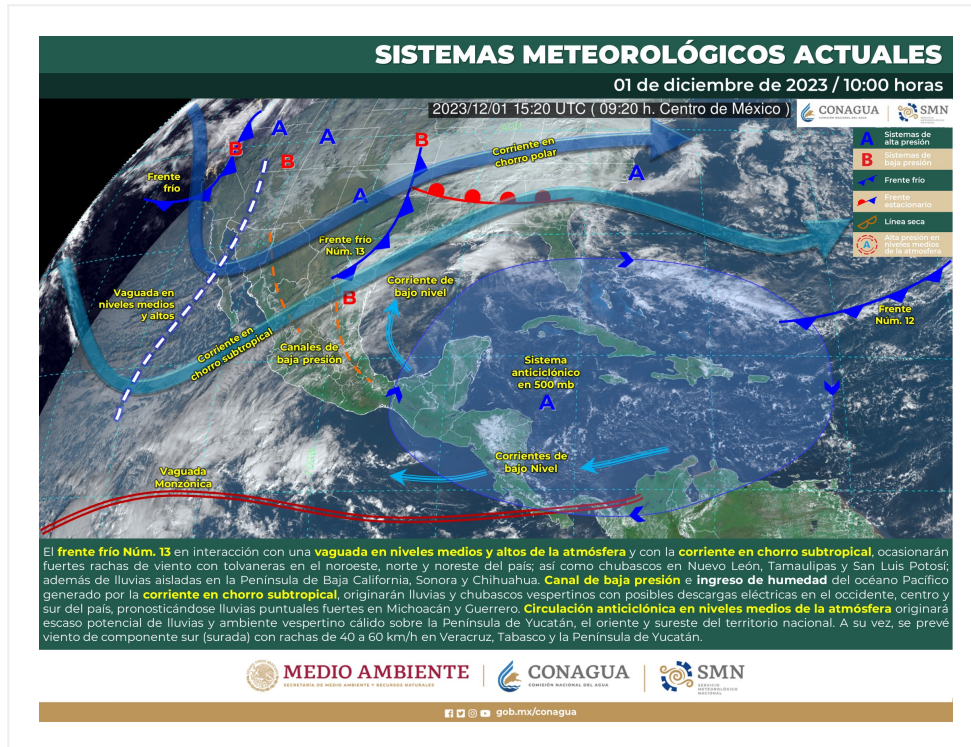 SISTEMAS METEOROLÓGICOS ACTUALES
01 de diciembre de 2023 / 10:00 horas
2023/12/01 15:20 UTC ( 09:20 h. Centro de México )
CONAGUA
COMISIÓN NACIONAL DEL AGUA
SMN
SERVICIO
METEOROLÓGICO
NACIONAL
A
Sistemas de
alta presión
B
Sistemas de
baja presión
Frente frío
Frente
estacionario
Línea seca
A
Alta presión en
niveles medios
de la atmosfera
A
A
B
B
B
A
A
Corriente en
chorro polar
Frente
frío
Frente frío
Núm. 13
Corriente de
bajo nivel
B
Vaguada en
niveles medios
y altos
Corriente en
chorro subtropical
Canales de
baja presión
Frente
Núm. 12
Sistema
anticiclónico
en 500 mb
A
Corrientes de
bajo Nivel
Vaguada
Monzónica
El frente frío Núm. 13 en interacción con una vaguada en niveles medios y altos de la atmósfera y con la corriente en chorro subtropical, ocasionarán
fuertes rachas de viento con tolvaneras en el noroeste, norte y noreste del país; así como chubascos en Nuevo León, Tamaulipas y San Luis Potosí;
además de lluvias aisladas en la Península de Baja California, Sonora y Chihuahua. Canal de baja presión e ingreso de humedad del océano Pacífico
generado por la corriente en chorro subtropical, originarán lluvias y chubascos vespertinos con posibles descargas eléctricas en el occidente, centro y
sur del país, pronosticándose lluvias puntuales fuertes en Michoacán y Guerrero. Circulación anticiclónica en niveles medios de la atmósfera originará
escaso potencial de lluvias y ambiente vespertino cálido sobre la Península de Yucatán, el oriente y sureste del territorio nacional. A su vez, se prevé
viento de componente sur (surada) con rachas de 40 a 60 km/h en Veracruz, Tabasco y la Península de Yucatán.
MEDIO AMBIENTE
SECRETARÍA DE MEDIO AMBIENTE Y RECURSOS NATURALES
CONAGUA
COMISIÓN NACIONAL DEL AGUA
SMN
SERVICIO
METEOROLÓGICO
NACIONAL
gob.mx/conagua